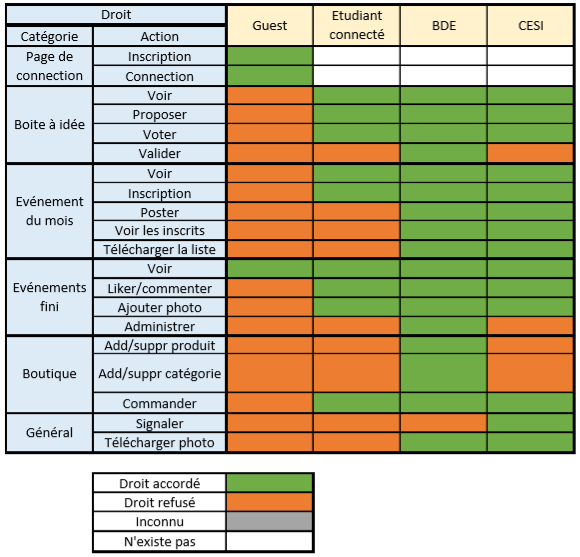 Droit
Guest
Etudiant
connecté
BDE
CESI
Catégorie
Action
Page de
connection
Inscription
Connection
Boite à idée
Voir
Proposer
Voter
Valider
Evénement
du mois
Voir
Inscription
Poster
Voir les inscrits
Télécharger la liste
Evénements
fini
Voir
Liker/commenter
Ajouter photo
Administrer
Boutique
Add/suppr produit
Add/suppr catégorie
Commander
Général
Signaler
Télécharger photo
Droit accordé
Droit refusé
Inconnu
N'existe pas